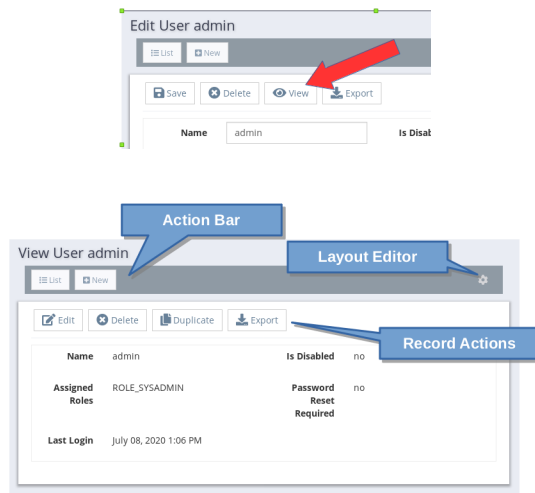 Edit User admin
List New
Save Delete View Export
Name admin Is Disab
Action Bar
View User admin
Layout Editor
List New
Edit Delete Duplicate Export
Record Actions
Name admin Is Disabled no
Assigned Roles ROLE_SYSADMIN Password Reset Required no
Last Login July 08, 2020 1:06 PM